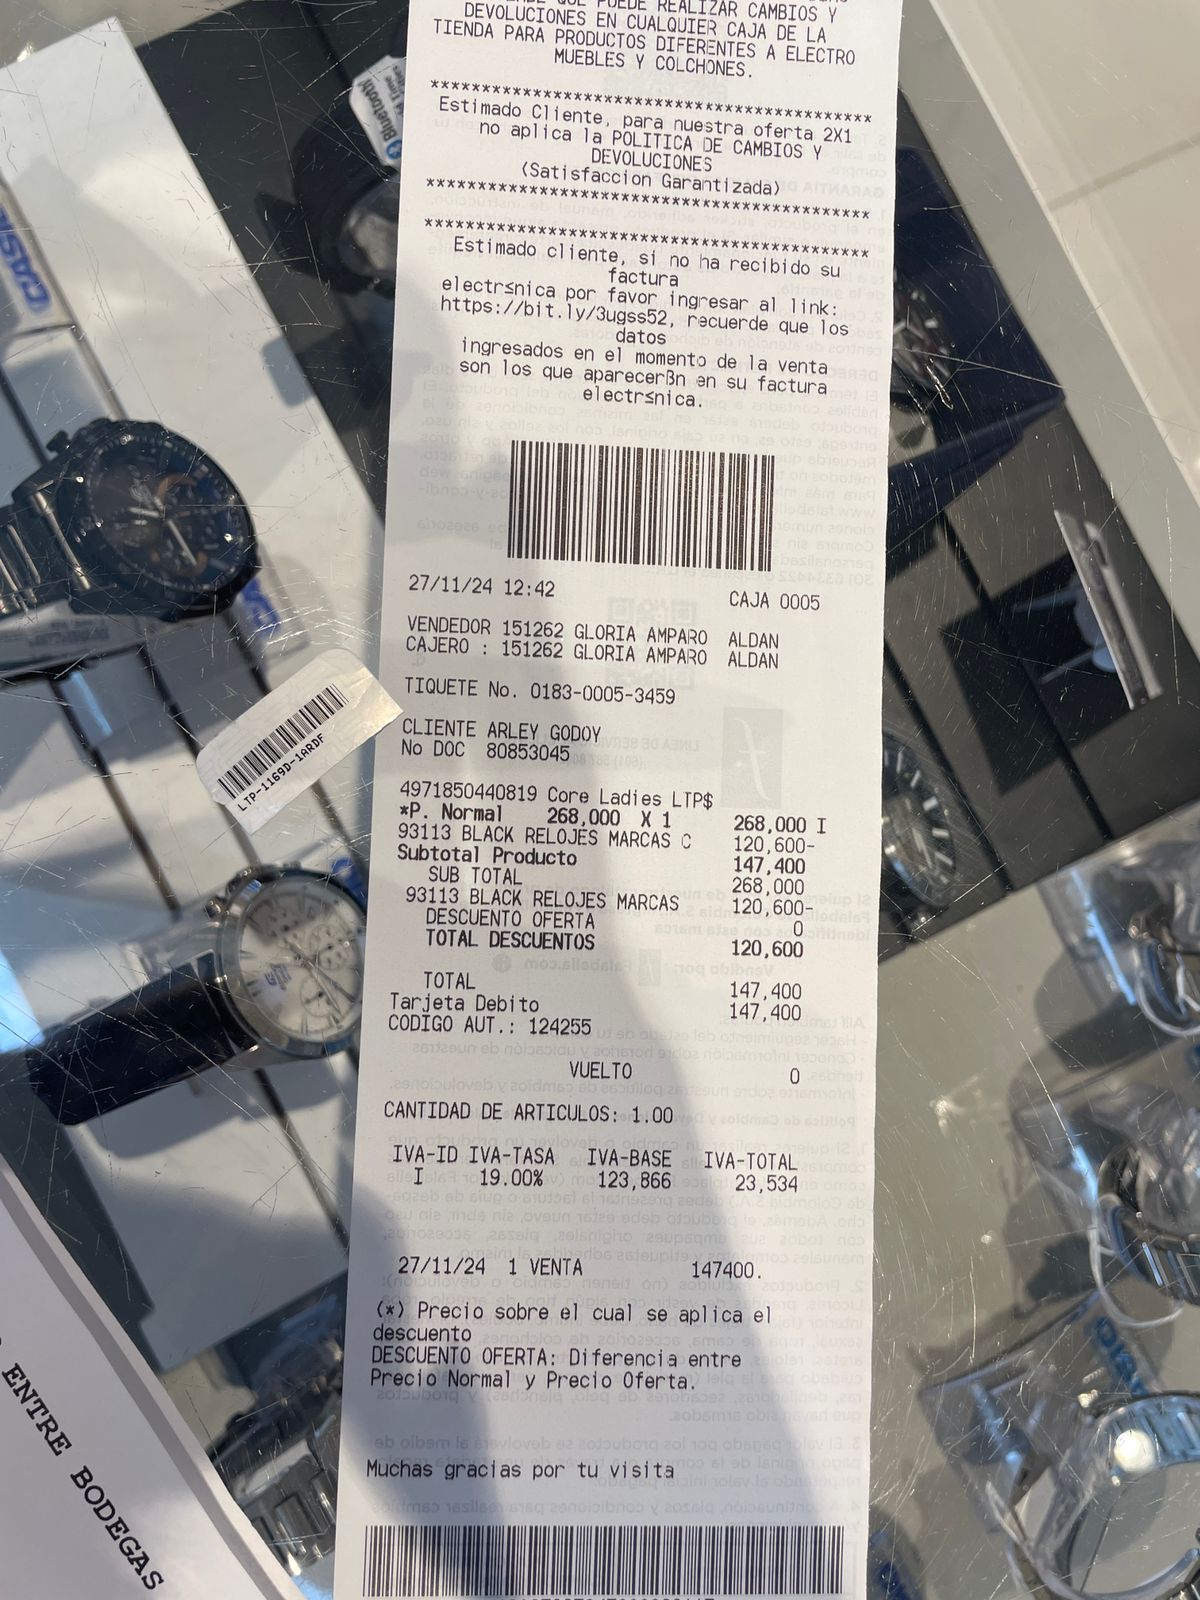 PUEDE REALIZAR CAMBIOS Y
DEVOLUCIONES EN CUALQUIER CAJA DE LA
TIENDA PARA PRODUCTOS DIFERENTES A ELECTRO
MUEBLES Y COLCHONES.
******************************************
Estimado Cliente, para nuestra oferta 2X1
no aplica la POLITICA DE CAMBIOS Y
DEVOLUCIONES
(Satisfaccion Garantizada)
******************************************
******************************************
Estimado cliente, si no ha recibido su
factura
electr≤nica por favor ingresar al link:
https://bit.ly/3ugss52, recuerde que los
datos
ingresados en el momento de la venta
son los que aparecerßn en su factura
electr≤nica.
27/11/24 12:42 CAJA 0005
VENDEDOR 151262 GLORIA AMPARO ALDAN
CAJERO : 151262 GLORIA AMPARO ALDAN
TIQUETE No. 0183-0005-3459
CLIENTE ARLEY GODOY
No DOC 80853045
4971850440819 Core Ladies LTP$
*P. Normal 268,000 X 1 268,000 I
93113 BLACK RELOJES MARCAS C 120,600-
Subtotal Producto 147,400
SUB TOTAL 268,000
93113 BLACK RELOJES MARCAS 120,600-
DESCUENTO OFERTA 0
TOTAL DESCUENTOS 120,600
TOTAL 147,400
Tarjeta Debito 147,400
CODIGO AUT.: 124255
VUELTO 0
CANTIDAD DE ARTICULOS: 1.00
IVA-ID IVA-TASA IVA-BASE IVA-TOTAL
I 19.00% 123,866 23,534
27/11/24 1 VENTA 147400.
(*) Precio sobre el cual se aplica el
descuento
DESCUENTO OFERTA: Diferencia entre
Precio Normal y Precio Oferta.
Muchas gracias por tu visita
LTP-1169D-1ARDF
Bluetooth
CASIO
ENTRE BODEGAS